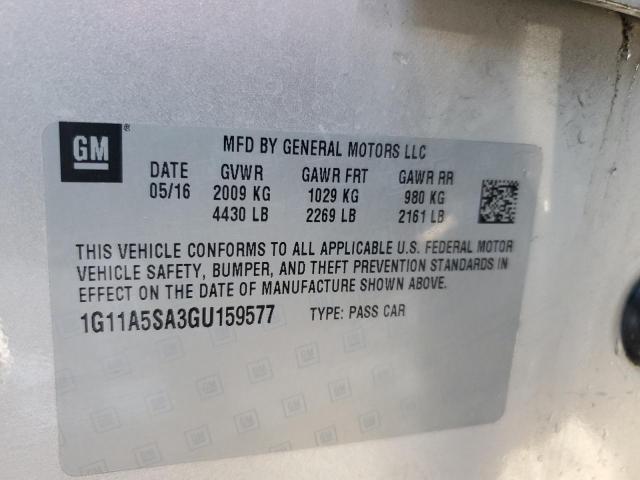 GM®
MFD BY GENERAL MOTORS LLC
DATE GVWR GAWR FRT GAWR RR
05/16 2009 KG 1029 KG 980 KG
4430 LB 2269 LB 2161 LB
THIS VEHICLE CONFORMS TO ALL APPLICABLE U.S. FEDERAL MOTOR
VEHICLE SAFETY, BUMPER, AND THEFT PREVENTION STANDARDS IN
EFFECT ON THE DATE OF MANUFACTURE SHOWN ABOVE.
1G11A5SA3GU159577 TYPE: PASS CAR